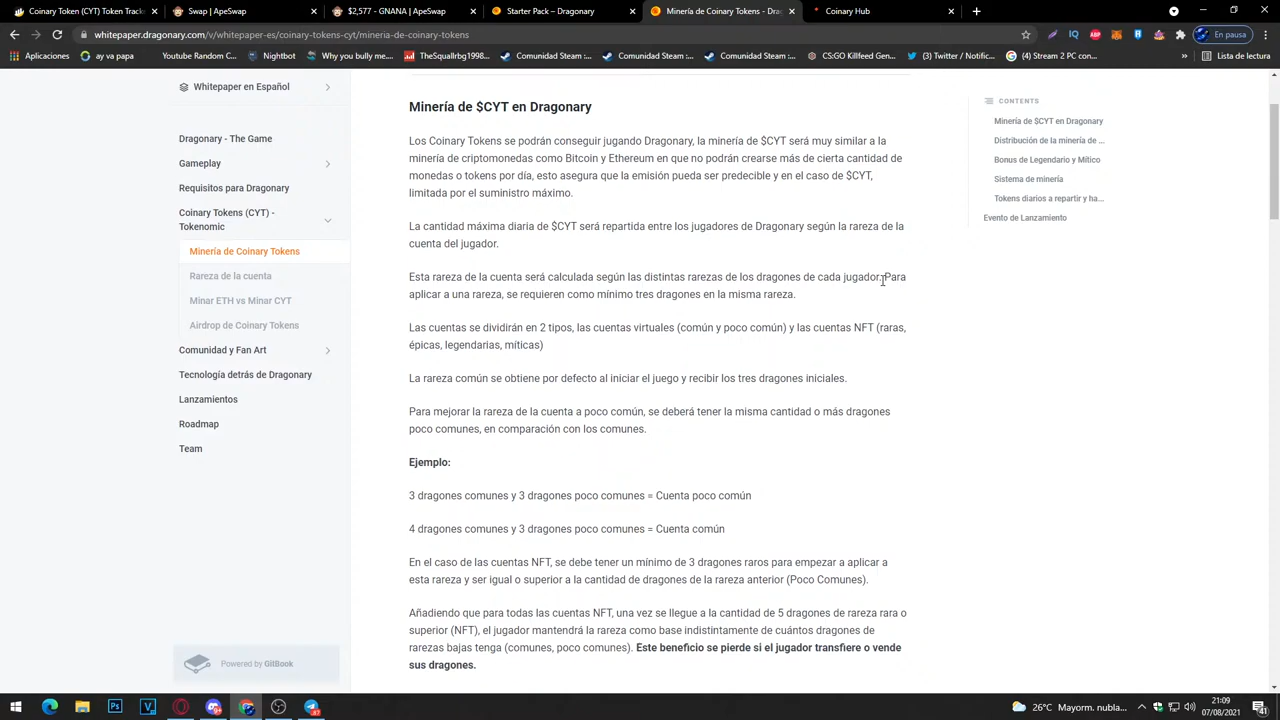 CYT | Coinary Token Tracker
CryptoDragons
$2,577 - GNANA | ApeSwap
Star Pack – Dragonary
Minería de Coinary Tokens - Drag
Coinary Hold
whitepaper.dragonary.com/v/whitepaper-es/coinary-tokens-cyt/mineria-de-coinary-tokens
En pausa
Aplicaciones
ay va papa
Youtube Random C...
Why you bully me....
TheSquallrbg1998...
Community Steam :...
Community Steam :...
Community Steam :...
CS:GO Killfeed Gen...
(3) Twitter / Notific...
Steam 2 PC con...
»
Lista de lectura
Whitepaper en Español
Dragonary - The Game
Gameplay
Requisitos para Dragonary
Coinary Tokens (CYT) -
Tokenomic
Minería de Coinary Tokens
Rareza de la cuenta
Minar ETH vs Minar CYT
Airdrop de Coinary Tokens
Comunidad y Fan Art
Tecnología detrás de Dragonary
Lanzamientos
Roadmap
Team
Powered by GitBook
Minería de $CYT en Dragonary
Los Coinary Tokens se podrán conseguir jugando Dragonary, la minería de $CYT será muy similar a la
minería de criptomonedas como Bitcoin y Ethereum en que no podrán crearse más de cierta cantidad de
monedas o tokens por día, esto asegura que la emisión pueda ser predecible y en el caso de $CYT,
limitada por el suministro máximo.
La cantidad máxima diaria de $CYT será repartida entre los jugadores de Dragonary según la rareza de la
cuenta del jugador.
Esta rareza de la cuenta será calculada según las distintas rarezas de los dragones de cada jugador. Para
aplicar a una rareza, se requieren como mínimo tres dragones en la misma rareza.
Las cuentas se dividirán en 2 tipos, las cuentas virtuales (común y poco común) y las cuentas NFT (raras,
épicas, legendarias, míticas)
La rareza común se obtiene por defecto al iniciar el juego y recibir los tres dragones iniciales.
Para mejorar la rareza de la cuenta a poco común, se deberá tener la misma cantidad o más dragones
poco comunes, en comparación con los comunes.
Ejemplo:
3 dragones comunes y 3 dragones poco comunes = Cuenta poco común
4 dragones comunes y 3 dragones poco comunes = Cuenta común
En el caso de las cuentas NFT, se debe tener un mínimo de 3 dragones raros para empezar a aplicar a
esta rareza y ser igual o superior a la cantidad de dragones de la rareza anterior (Poco Comunes).
Añadiendo que para todas las cuentas NFT, una vez se llegue a la cantidad de 5 dragones de rareza rara o
superior (NFT), el jugador mantendrá la rareza como base indistintamente de cuántos dragones de
rarezas bajas tenga (comunes, poco comunes). Este beneficio se pierde si el jugador transfiere o vende
sus dragones.
CONTENTS
Minería de $CYT en Dragonary
Distribución de la minería de ...
Bonus de Legendario y Mítico
Sistema de minería
Tokens diarios a repartir y ha...
Evento de Lanzamiento
26°C Mayorm. nubla...
21:09
07/08/2021